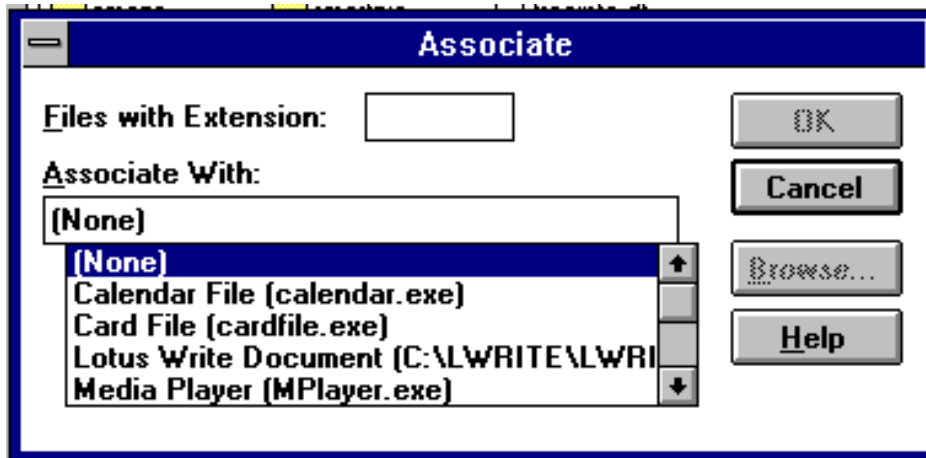 Associate
Files with Extension:
OK
Associate With:
Cancel
(None)
(None)
Browse...
Calendar File (calendar.exe)
Card File (cardfile.exe)
Help
Lotus Write Document (C:\LWRITE\LWRI
Media Player (MPlayer.exe)